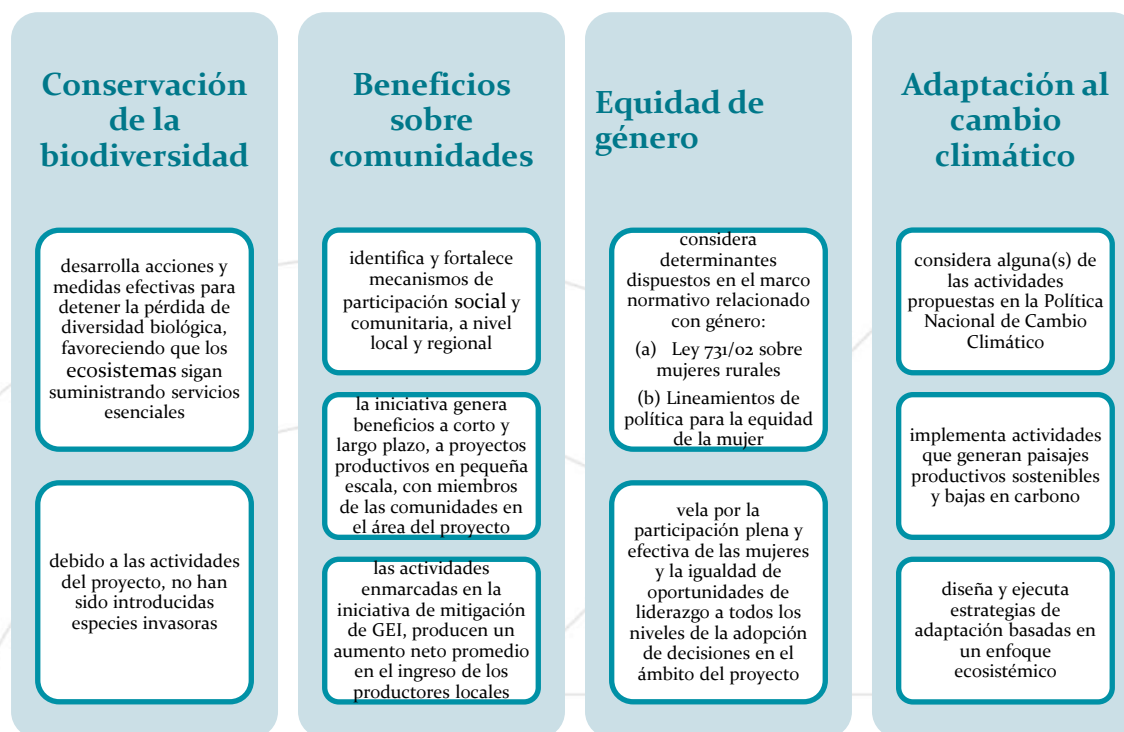 Conservación
de la
biodiversidad
desarrolla acciones y
medidas efectivas para
detener la pérdida de
diversidad biológica,
favoreciendo que los
ecosistemas sigan
suministrando servicios
esenciales
debido a las actividades
del proyecto, no han
sido introducidas
especies invasoras
Beneficios
sobre
comunidades
identifica y fortalece
mecanismos de
participación social y
comunitaria, a nivel
local y regional
la iniciativa genera
beneficios a corto y
largo plazo, a proyectos
productivos en pequeña
escala, con miembros
de las comunidades en
el área del proyecto
las actividades
enmarcadas en la
iniciativa de mitigación
de GEI, producen un
aumento neto promedio
en el ingreso de los
productores locales
Equidad de
género
considera
determinantes
dispuestos en el marco
normativo relacionado
con género:
(a) Ley 731/02 sobre
mujeres rurales
(b) Lineamientos de
política para la equidad
de la mujer
vela por la
participación plena y
efectiva de las mujeres
y la igualdad de
oportunidades de
liderazgo a todos los
niveles de la adopción
de decisiones en el
ámbito del proyecto
Adaptación al
cambio
climático
considera alguna(s) de
las actividades
propuestas en la Política
Nacional de Cambio
Climático
implementa actividades
que generan paisajes
productivos sostenibles
y bajas en carbono
diseña y ejecuta
estrategias de
adaptación basadas en
un enfoque
ecosistémico